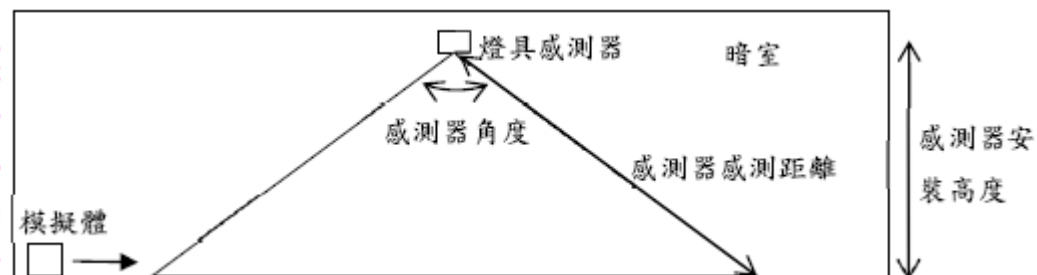 燈具感測器
暗室
感測器角度
感測器安
裝高度
感測器感測距離
模擬體